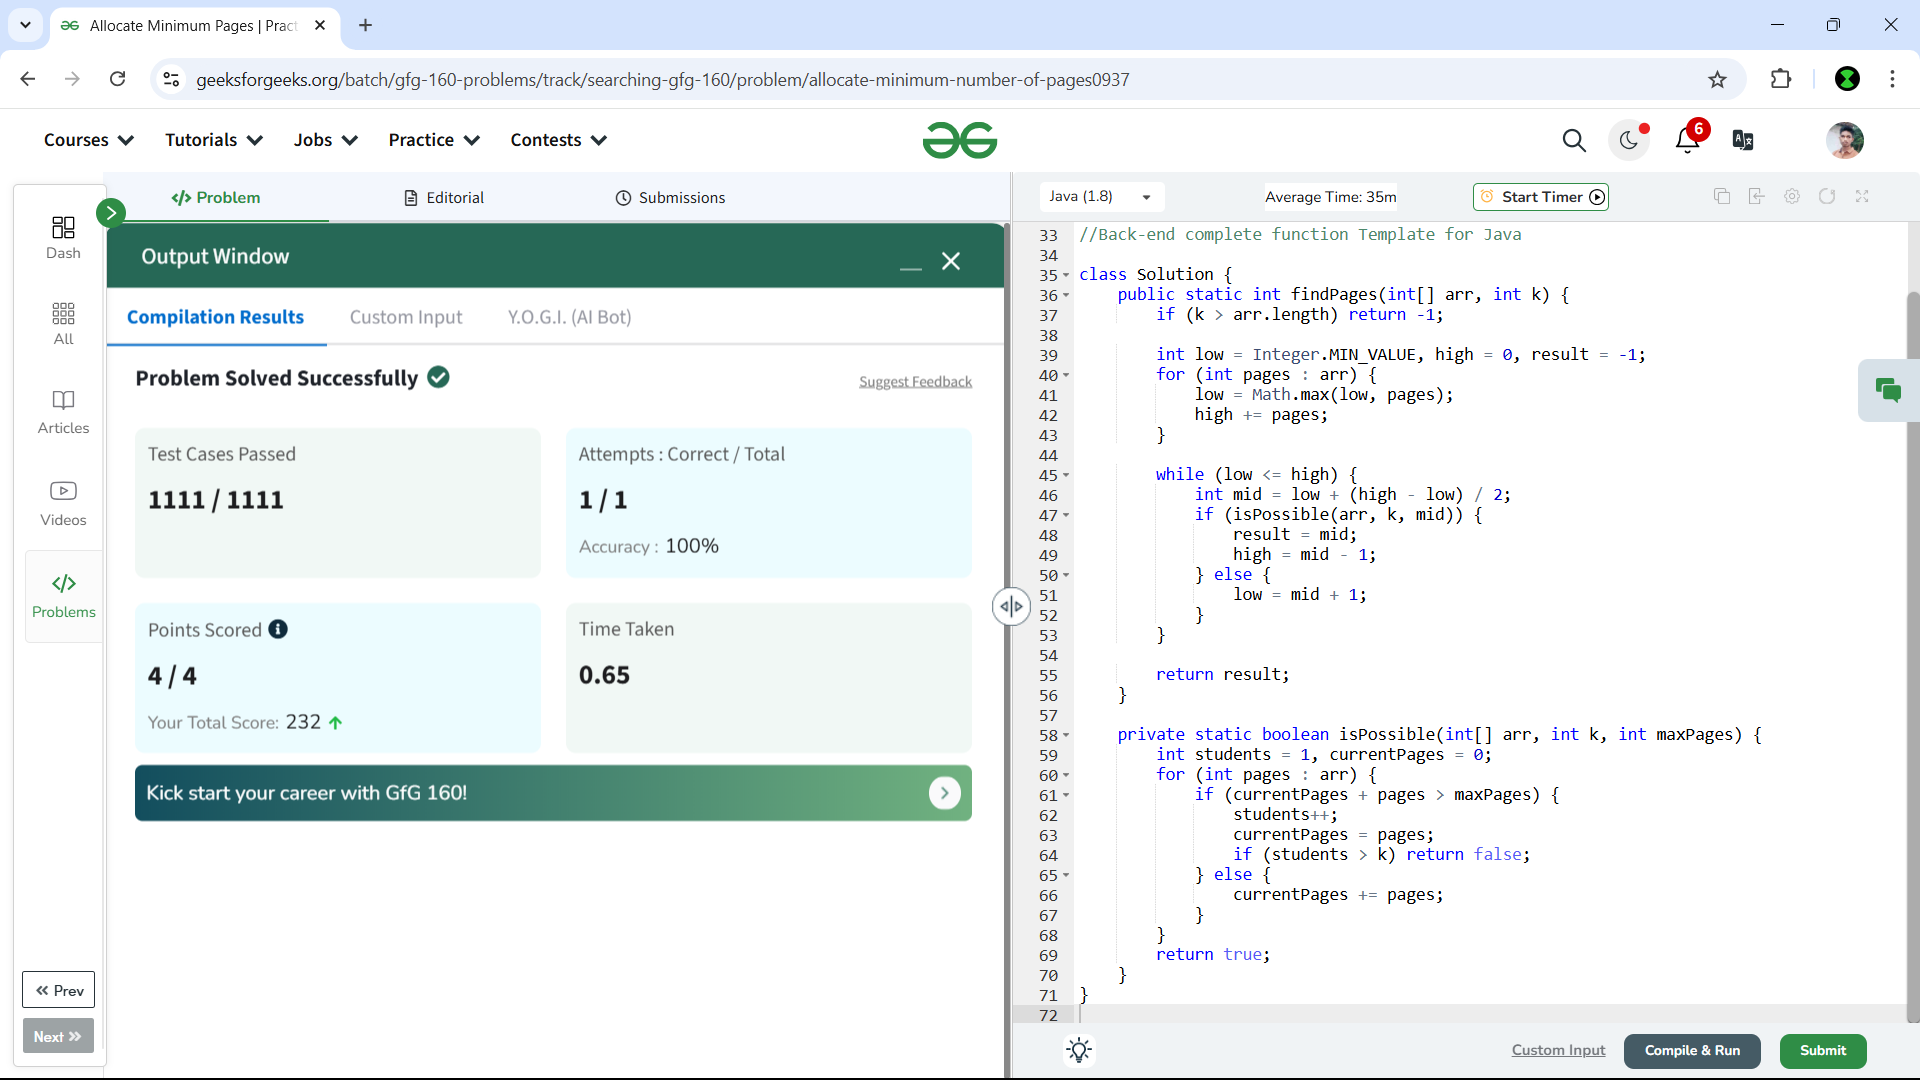 Allocate Minimum Pages | Pract
geeksforgeeks.org/batch/gfg-160-problems/track/searching-gfg-160/problem/allocate-minimum-number-of-pages0937
Courses Tutorials Jobs Practice Contests
6
Dash
All
Articles
Videos
Problems
Prev
Next
Problem Editorial Submissions
Output Window
Compilation Results Custom Input Y.O.G.I. (AI Bot)
Problem Solved Successfully
Suggest Feedback
Test Cases Passed
1111 / 1111
Attempts : Correct / Total
1 / 1
Accuracy : 100%
Points Scored
4 / 4
Your Total Score: 232
Time Taken
0.65
Kick start your career with GfG 160!
Java (1.8) Average Time: 35m Start Timer
33 //Back-end complete function Template for Java
34
35 class Solution {
36 public static int findPages(int[] arr, int k) {
37 if (k > arr.length) return -1;
38
39 int low = Integer.MIN_VALUE, high = 0, result = -1;
40 for (int pages : arr) {
41 low = Math.max(low, pages);
42 high += pages;
43 }
44
45 while (low <= high) {
46 int mid = low + (high - low) / 2;
47 if (isPossible(arr, k, mid)) {
48 result = mid;
49 high = mid - 1;
50 } else {
51 low = mid + 1;
52 }
53 }
54
55 return result;
56 }
57
58 private static boolean isPossible(int[] arr, int k, int maxPages) {
59 int students = 1, currentPages = 0;
60 for (int pages : arr) {
61 if (currentPages + pages > maxPages) {
62 students++;
63 currentPages = pages;
64 if (students > k) return false;
65 } else {
66 currentPages += pages;
67 }
68 }
69 return true;
70 }
71 }
72
Custom Input Compile & Run Submit